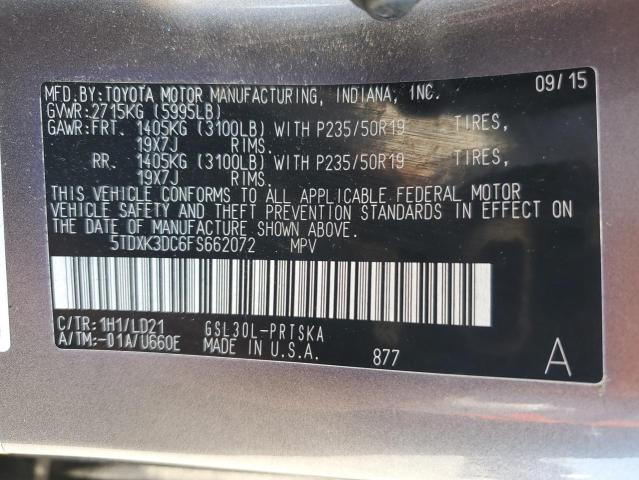 MFD.BY:TOYOTA MOTOR MANUFACTURING, INDIANA, INC. 09/15
GVWR:2715KG (5995LB)
GAWR:FRT. 1405KG (3100LB) WITH P235/50R19 TIRES,
19X7J RIMS.
RR. 1405KG (3100LB) WITH P235/50R19 TIRES,
19X7J RIMS.
THIS VEHICLE CONFORMS TO ALL APPLICABLE FEDERAL MOTOR
VEHICLE SAFETY AND THEFT PREVENTION STANDARDS IN EFFECT ON
THE DATE OF MANUFACTURE SHOWN ABOVE.
5TDXK3DC6FS662072 MPV
C/TR:1H1/LD21 GSL30L-PRTSKA
A/TM:-01A/U660E MADE IN U.S.A. 877 A